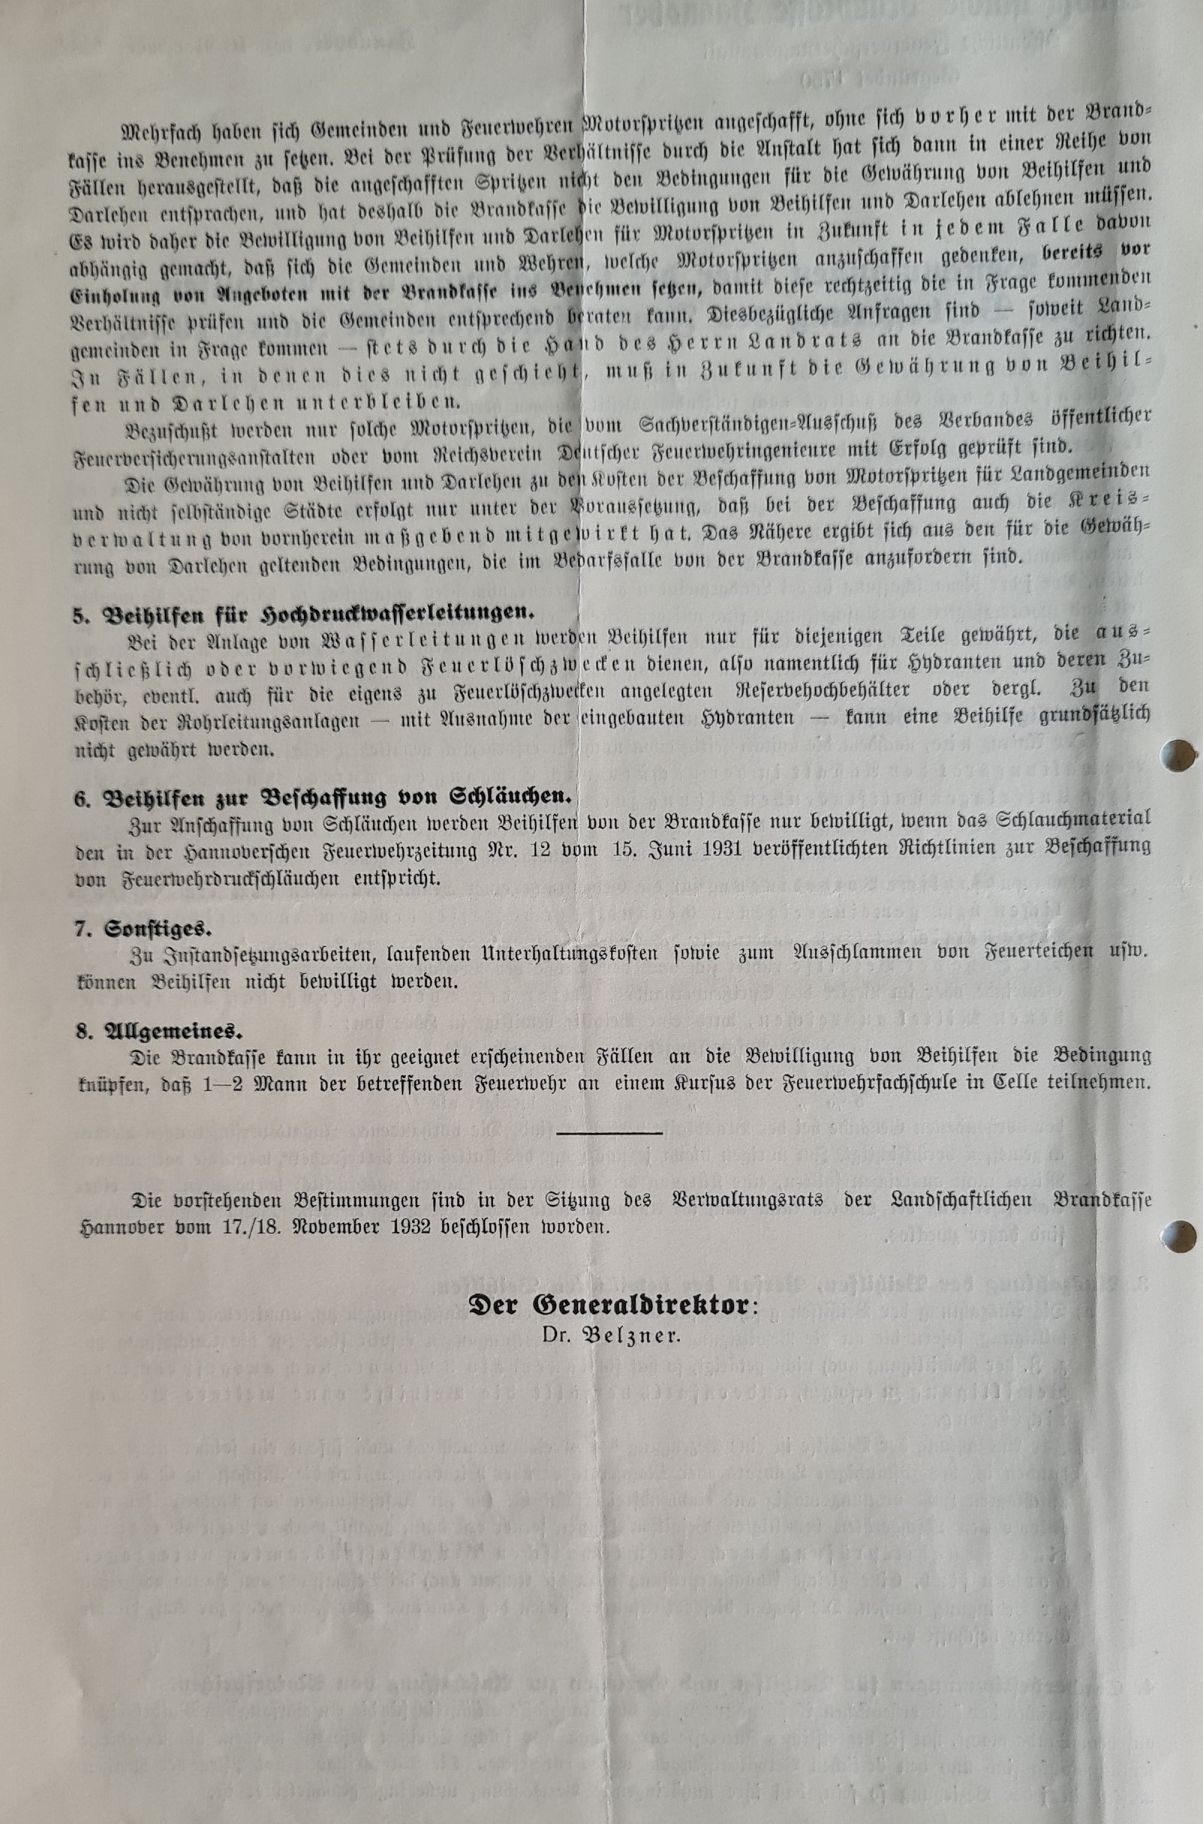 Mehrfach haben sich Gemeinden und Feuerwehren Motorspritzen angeschafft, ohne sich vorher mit der Brand-
kasse ins Benehmen zu setzen. Bei der Prüfung der Verhältnisse durch die Anstalt hat sich dann in einer Reihe von
Fällen herausgestellt, daß die angeschafften Spritzen nicht den Bedingungen für die Gewährung von Beihilfen und
Darlehen entsprachen, und hat deshalb die Brandkasse die Bewilligung von Beihilfen und Darlehen ablehnen müssen.
Es wird daher die Bewilligung von Beihilfen und Darlehen für Motorspritzen in Zukunft in jedem Falle davon
abhängig gemacht, daß sich die Gemeinden und Wehren, welche Motorspritzen anzuschaffen gedenken, bereits vor
Einholung von Angeboten mit der Brandkasse ins Benehmen setzen, damit diese rechtzeitig die in Frage kommenden
Verhältnisse prüfen und die Gemeinden entsprechend beraten kann. Diesbezügliche Anfragen sind — soweit Land-
gemeinden in Frage kommen — stets durch die Hand des Herrn Landrats an die Brandkasse zu richten.
In Fällen, in denen dies nicht geschieht, muß in Zukunft die Gewährung von Beihil-
fen und Darlehen unterbleiben.
Bezuschußt werden nur solche Motorspritzen, die vom Sachverständigen-Ausschuß des Verbandes öffentlicher
Feuerversicherungsanstalten oder vom Reichsverein Deutscher Feuerwehringenieure mit Erfolg geprüft sind.
Die Gewährung von Beihilfen und Darlehen zu den Kosten der Beschaffung von Motorspritzen für Landgemeinden
und nicht selbständige Städte erfolgt nur unter der Voraussetzung, daß bei der Beschaffung auch die Kreis-
verwaltung von vornherein maßgebend mitgewirkt hat. Das Nähere ergibt sich aus den für die Gewäh-
rung von Darlehen geltenden Bedingungen, die im Bedarfsfalle von der Brandkasse anzufordern sind.
5. Beihilfen für Hochdruckwasserleitungen.
Bei der Anlage von Wasserleitungen werden Beihilfen nur für diejenigen Teile gewährt, die aus-
schließlich oder vorwiegend Feuerlöschzwecken dienen, also namentlich für Hydranten und deren Zu-
behör, eventl. auch für die eigens zu Feuerlöschzwecken angelegten Reservehochbehälter oder dergl. Zu den
Kosten der Rohrleitungsanlagen — mit Ausnahme der eingebauten Hydranten — kann eine Beihilfe grundsätzlich
nicht gewährt werden.
6. Beihilfen zur Beschaffung von Schläuchen.
Zur Anschaffung von Schläuchen werden Beihilfen von der Brandkasse nur bewilligt, wenn das Schlauchmaterial
den in der Hannoverschen Feuerwehrzeitung Nr. 12 vom 15. Juni 1931 veröffentlichten Richtlinien zur Beschaffung
von Feuerwehrdruckschläuchen entspricht.
7. Sonstiges.
Zu Instandsetzungsarbeiten, laufenden Unterhaltungskosten sowie zum Ausschlammen von Feuerteichen usw.
können Beihilfen nicht bewilligt werden.
8. Allgemeines.
Die Brandkasse kann in ihr geeignet erscheinenden Fällen an die Bewilligung von Beihilfen die Bedingung
knüpfen, daß 1—2 Mann der betreffenden Feuerwehr an einem Kursus der Feuerwehrfachschule in Celle teilnehmen.
Die vorstehenden Bestimmungen sind in der Sitzung des Verwaltungsrats der Landschaftlichen Brandkasse
Hannover vom 17./18. November 1932 beschlossen worden.
Der Generaldirektor:
Dr. Belzner.